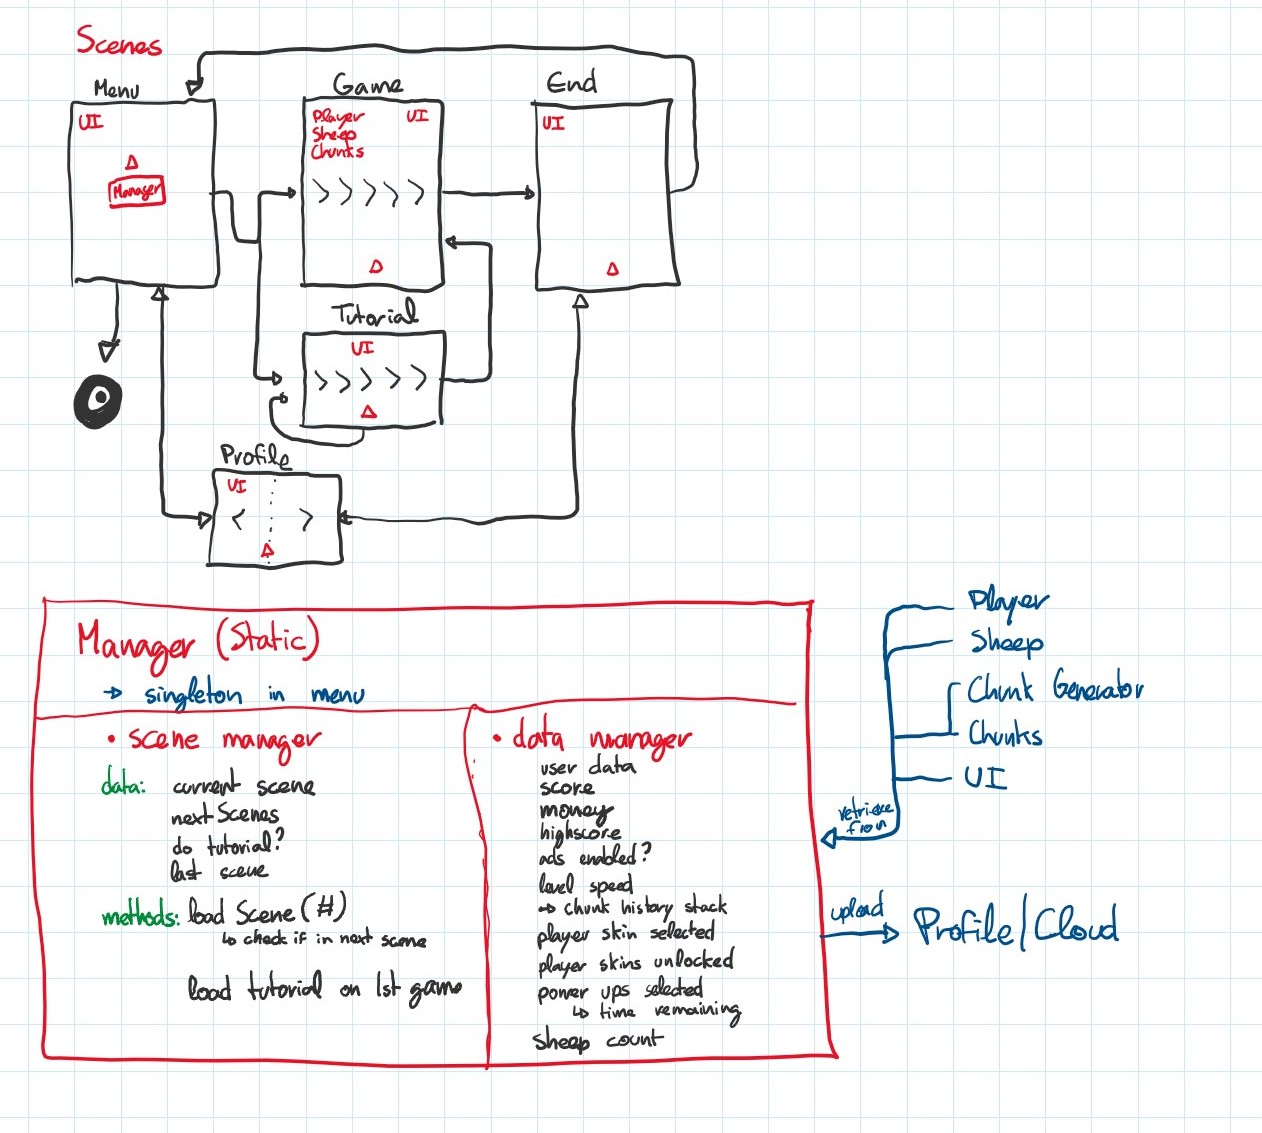 Scenes
Menu
Game
End
UI
Manager
Player
Sheep
Chunks
UI
UI
Tutorial
UI
Profile
UI
Manager (Static)
→ singleton in menu
• scene manager
data: current scene
next Scenes
do tutorial?
last scene
methods: load Scene (#)
↳ check if in next scene
load tutorial on 1st game
• data manager
user data
score
money
highscore
ads enabled?
level speed
→ chunk history stack
player skin selected
player skins unlocked
power ups selected
↳ time remaining
sheep count
Player
Sheep
Chunk Generator
Chunks
UI
retrieve
from
upload
Profile/Cloud